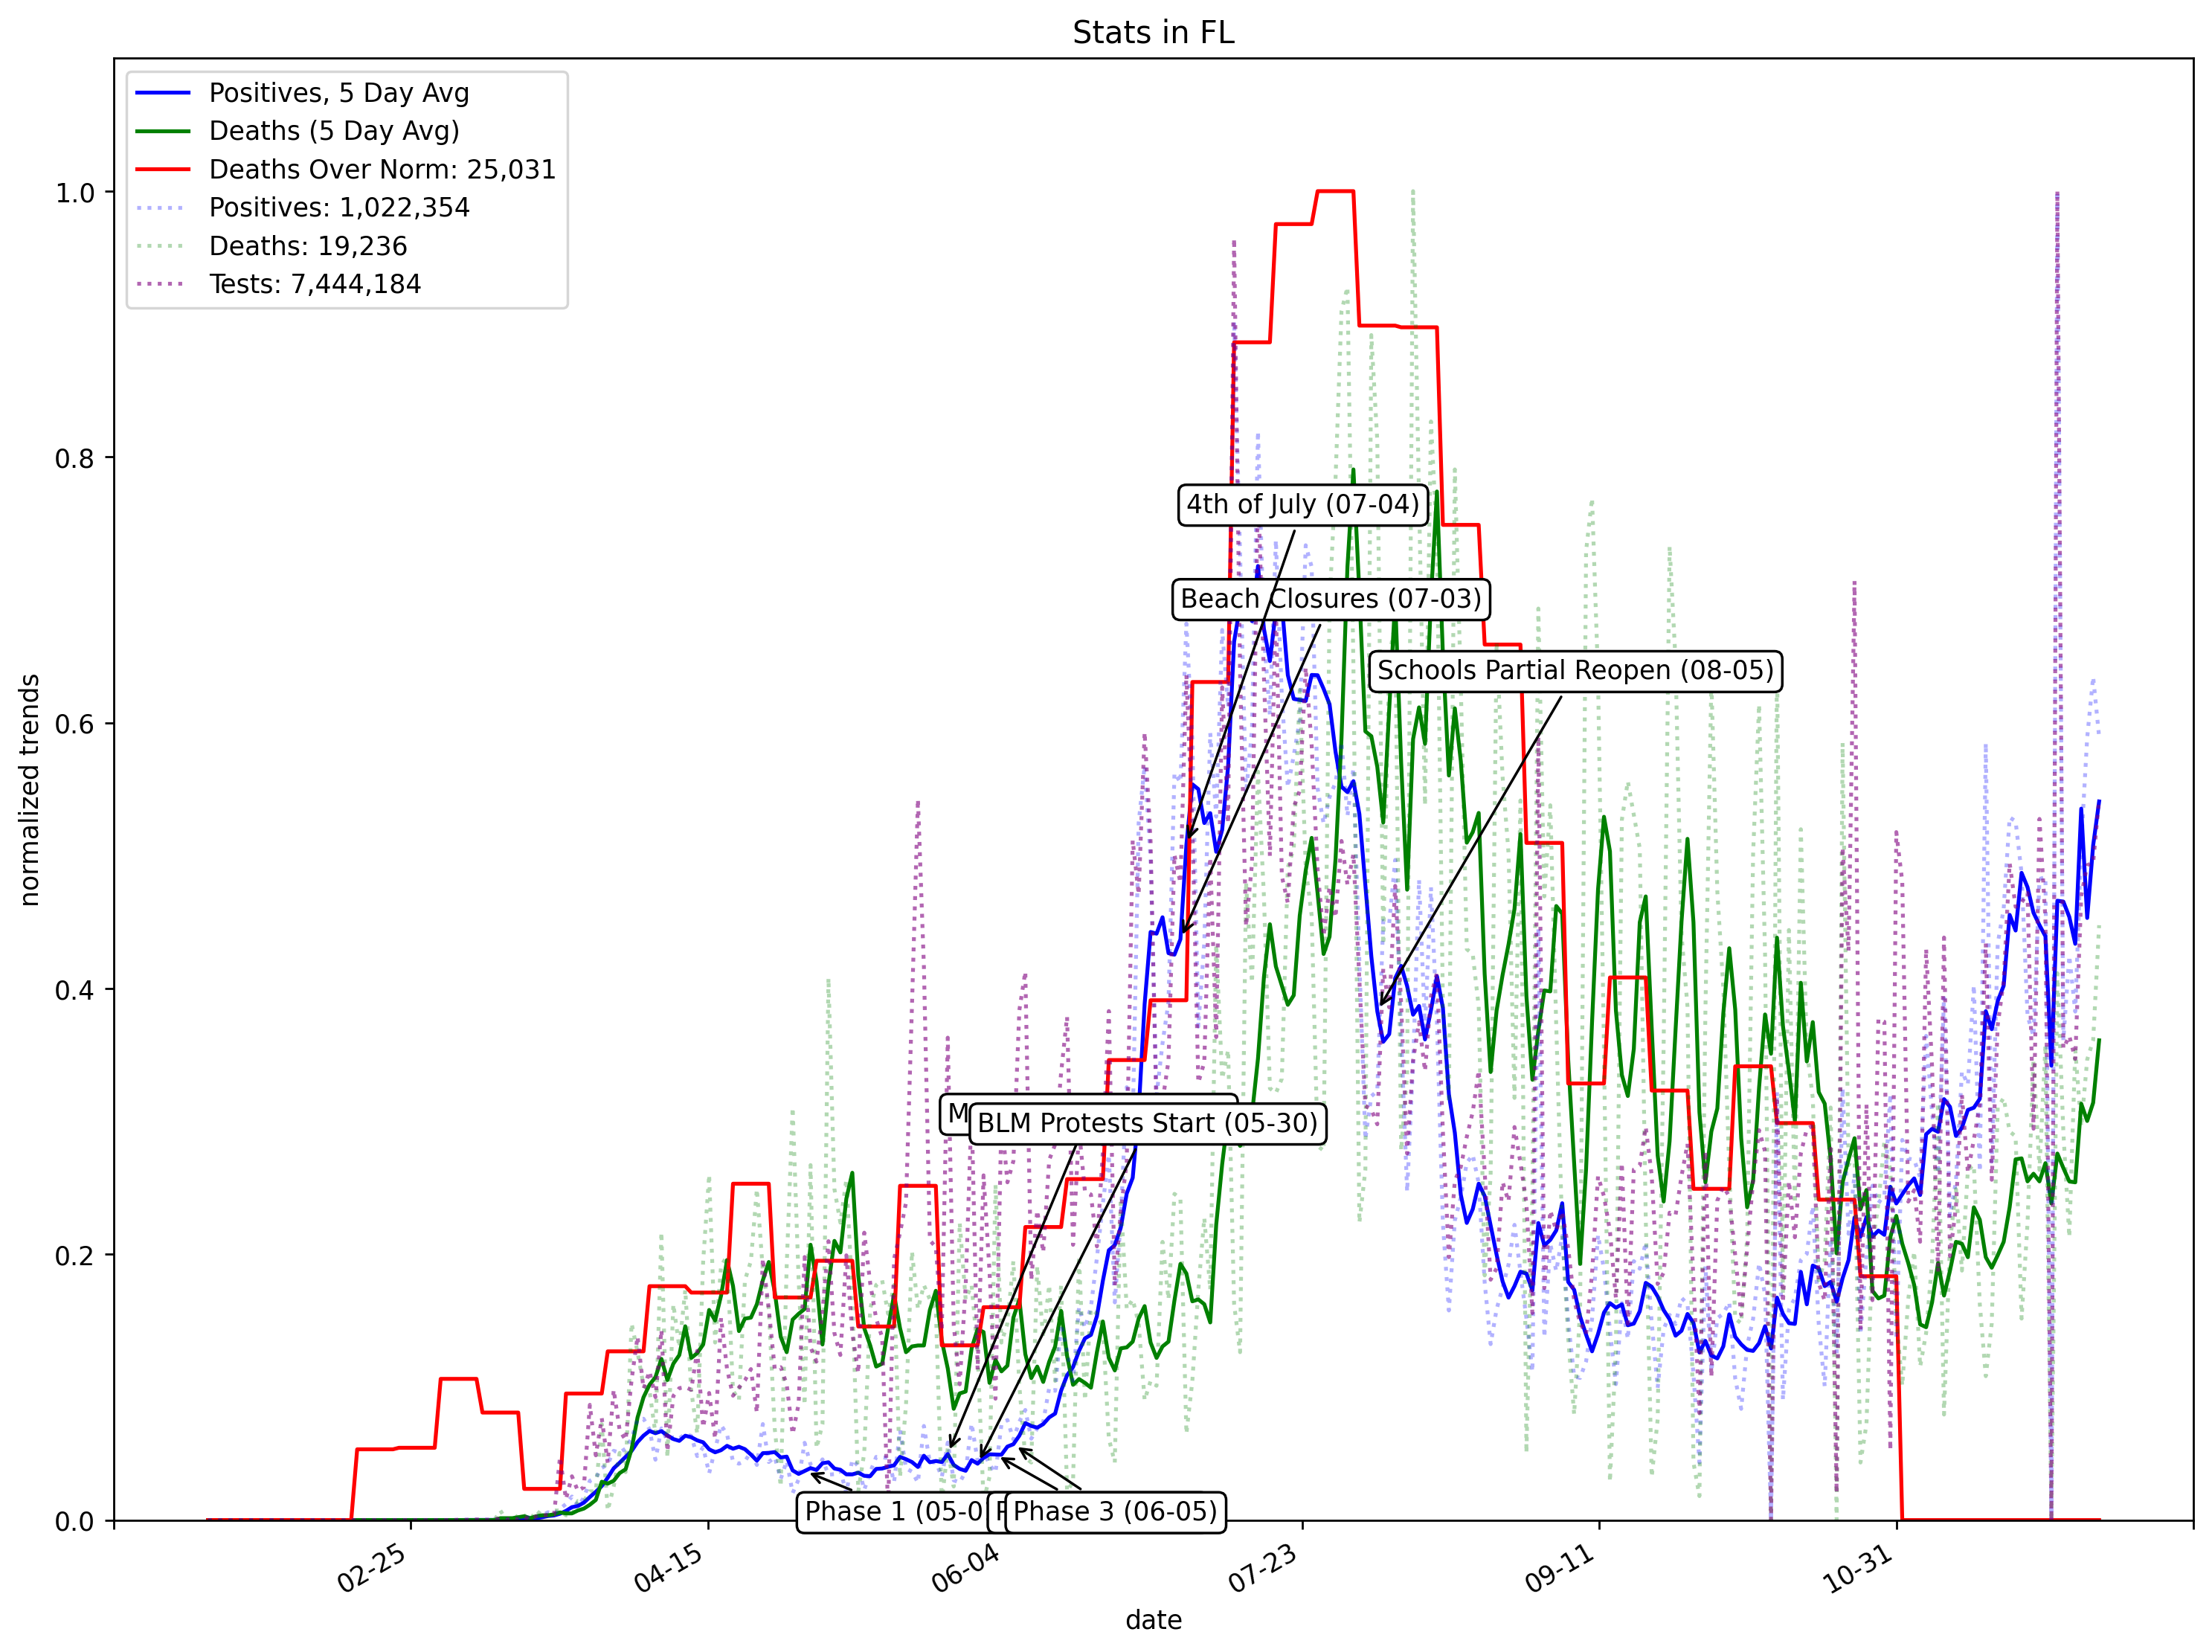 Stats in FL
Positives, 5 Day Avg
Deaths (5 Day Avg)
Deaths Over Norm: 25,031
Positives: 1,022,354
Deaths: 19,236
Tests: 7,444,184
1.0
0.8
0.6
0.4
0.2
0.0
normalized trends
4th of July (07-04)
Beach Closures (07-03)
Schools Partial Reopen (08-05)
BLM Protests Start (05-30)
Phase 1 (05-0
Phase 3 (06-05)
02-25
04-15
06-04
07-23
09-11
10-31
date